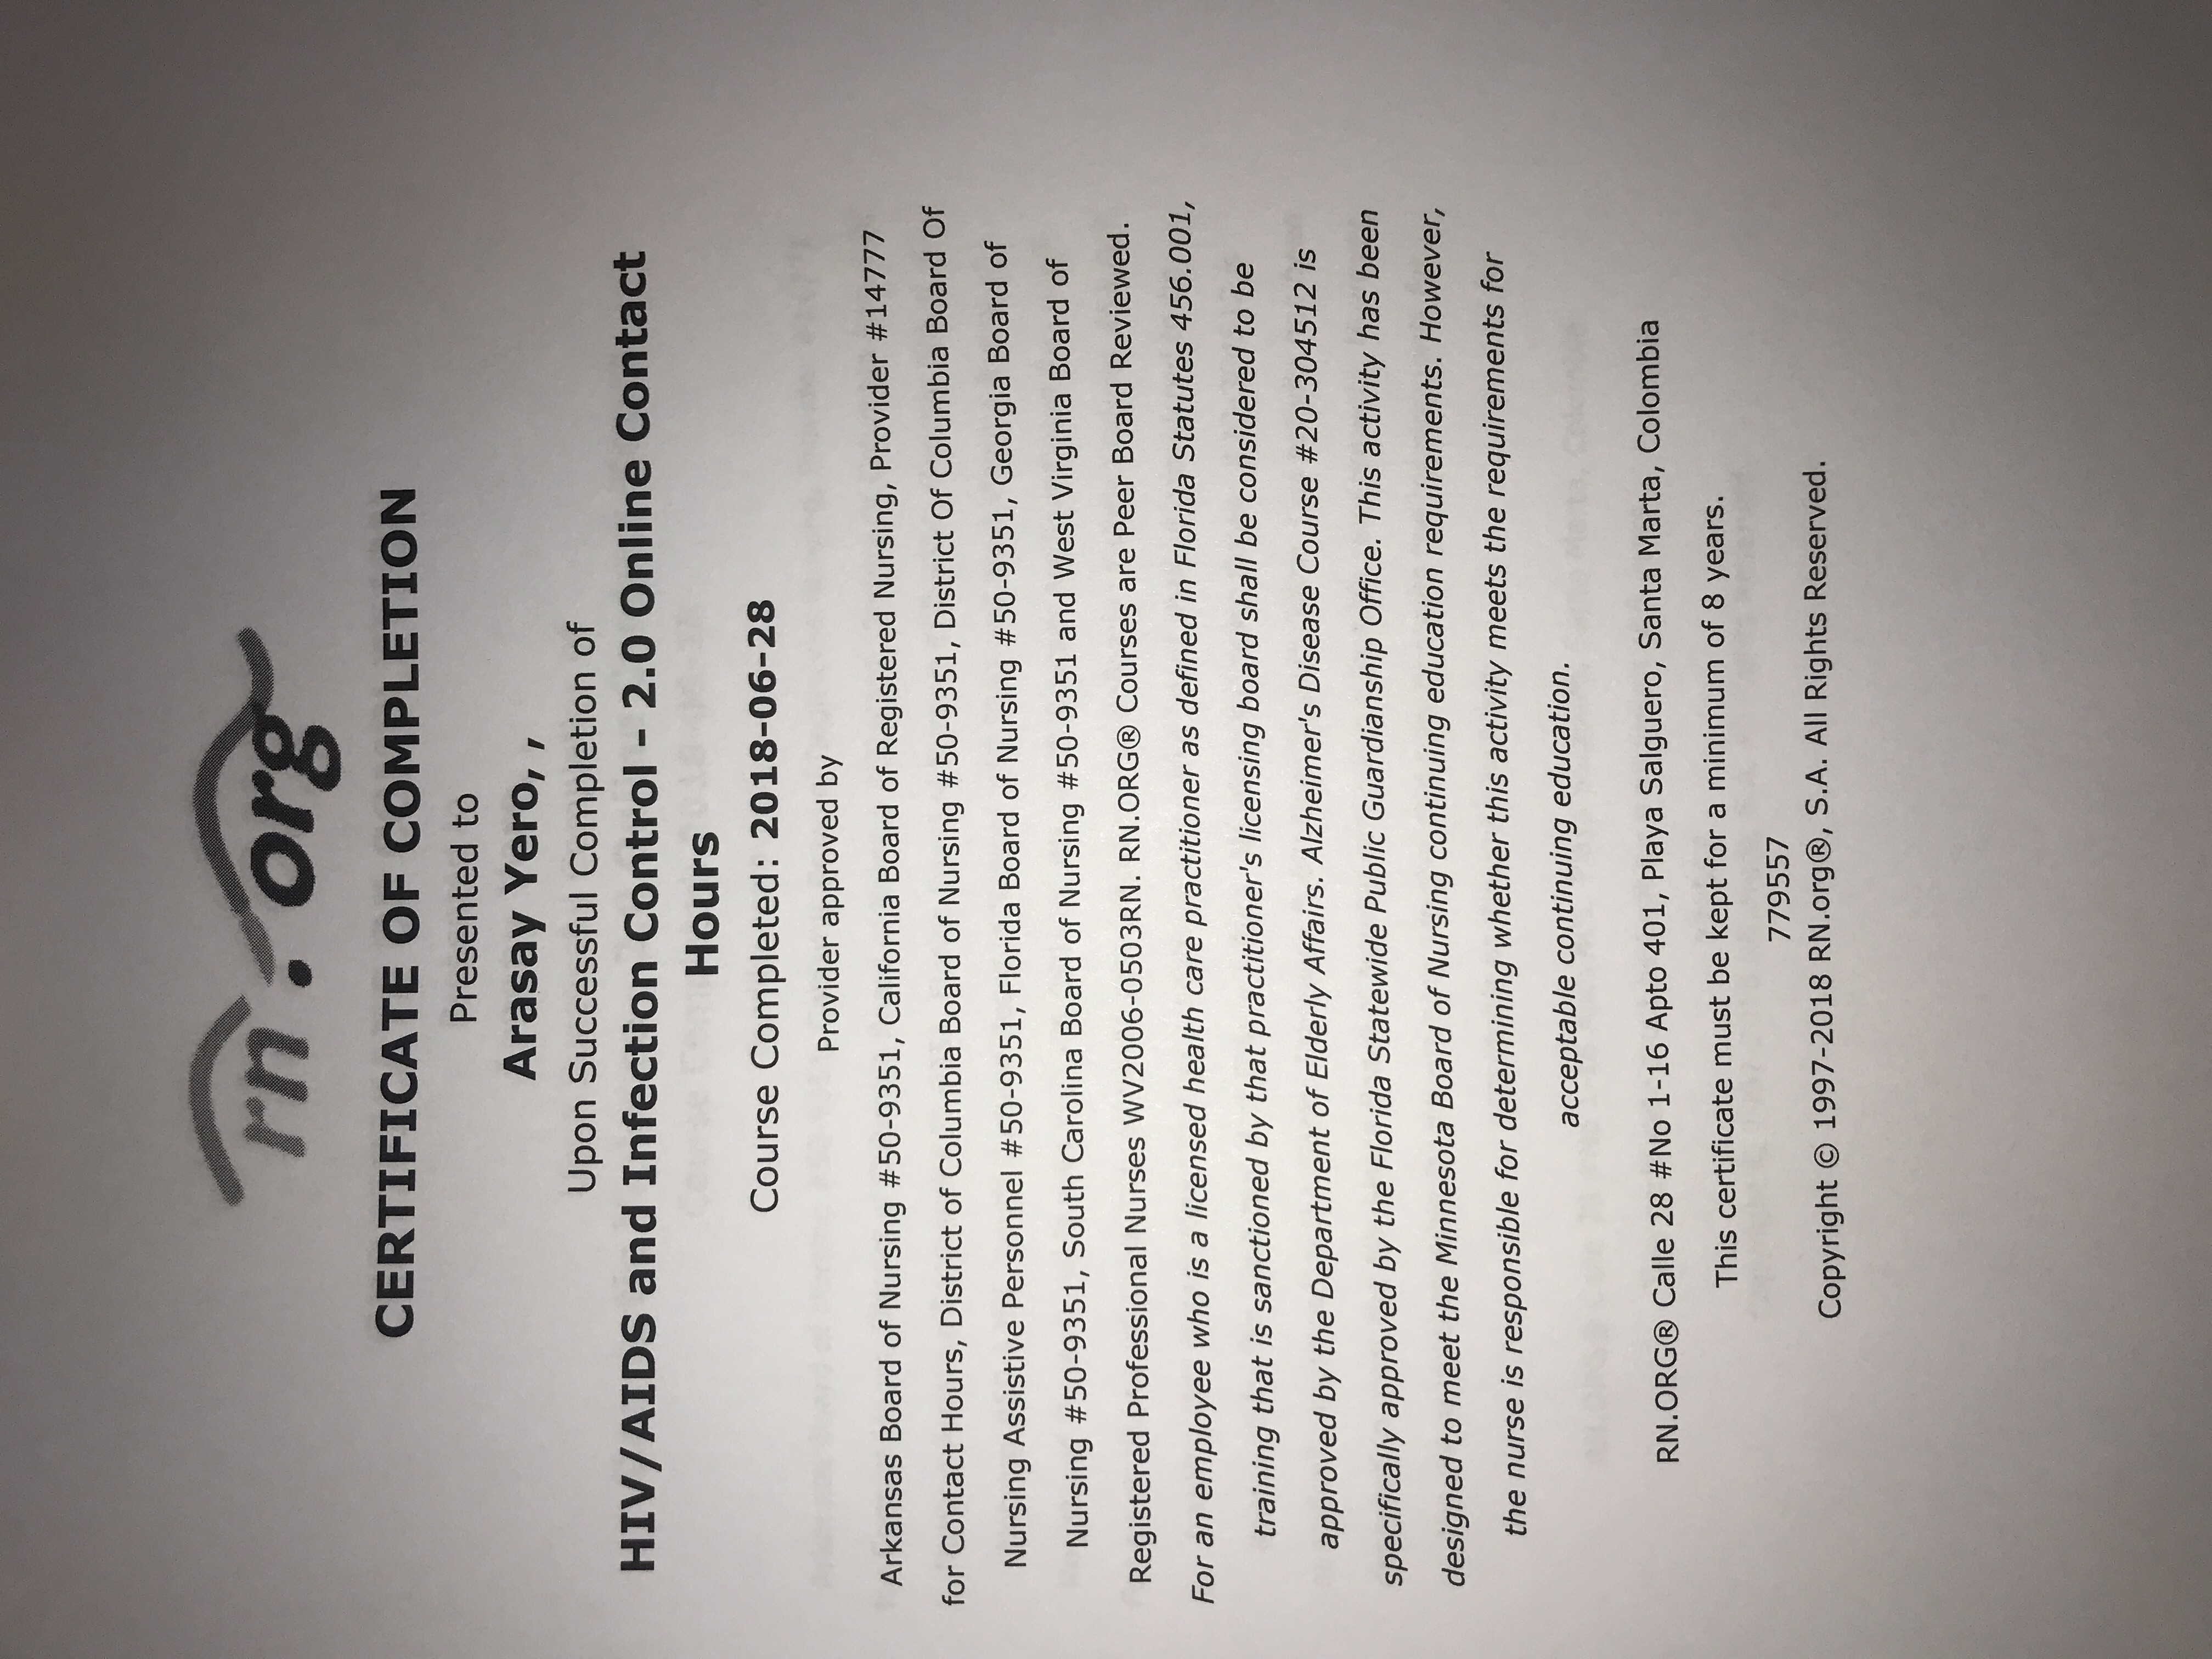 rn.org
CERTIFICATE OF COMPLETION
Presented to
Arasay Yero, ,
Upon Successful Completion of
HIV/AIDS and Infection Control - 2.0 Online Contact
Hours
Course Completed: 2018-06-28
Provider approved by
Arkansas Board of Nursing #50-9351, California Board of Registered Nursing, Provider #14777
for Contact Hours, District of Columbia Board of Nursing #50-9351, District Of Columbia Board Of
Nursing Assistive Personnel #50-9351, Florida Board of Nursing #50-9351, Georgia Board of
Nursing #50-9351, South Carolina Board of Nursing #50-9351 and West Virginia Board of
Registered Professional Nurses WV2006-0503RN. RN.ORG® Courses are Peer Board Reviewed.
For an employee who is a licensed health care practitioner as defined in Florida Statutes 456.001,
training that is sanctioned by that practitioner's licensing board shall be considered to be
approved by the Department of Elderly Affairs. Alzheimer's Disease Course #20-304512 is
specifically approved by the Florida Statewide Public Guardianship Office. This activity has been
designed to meet the Minnesota Board of Nursing continuing education requirements. However,
the nurse is responsible for determining whether this activity meets the requirements for
acceptable continuing education.
RN.ORG® Calle 28 #No 1-16 Apto 401, Playa Salguero, Santa Marta, Colombia
This certificate must be kept for a minimum of 8 years.
779557
Copyright © 1997-2018 RN.org®, S.A. All Rights Reserved.